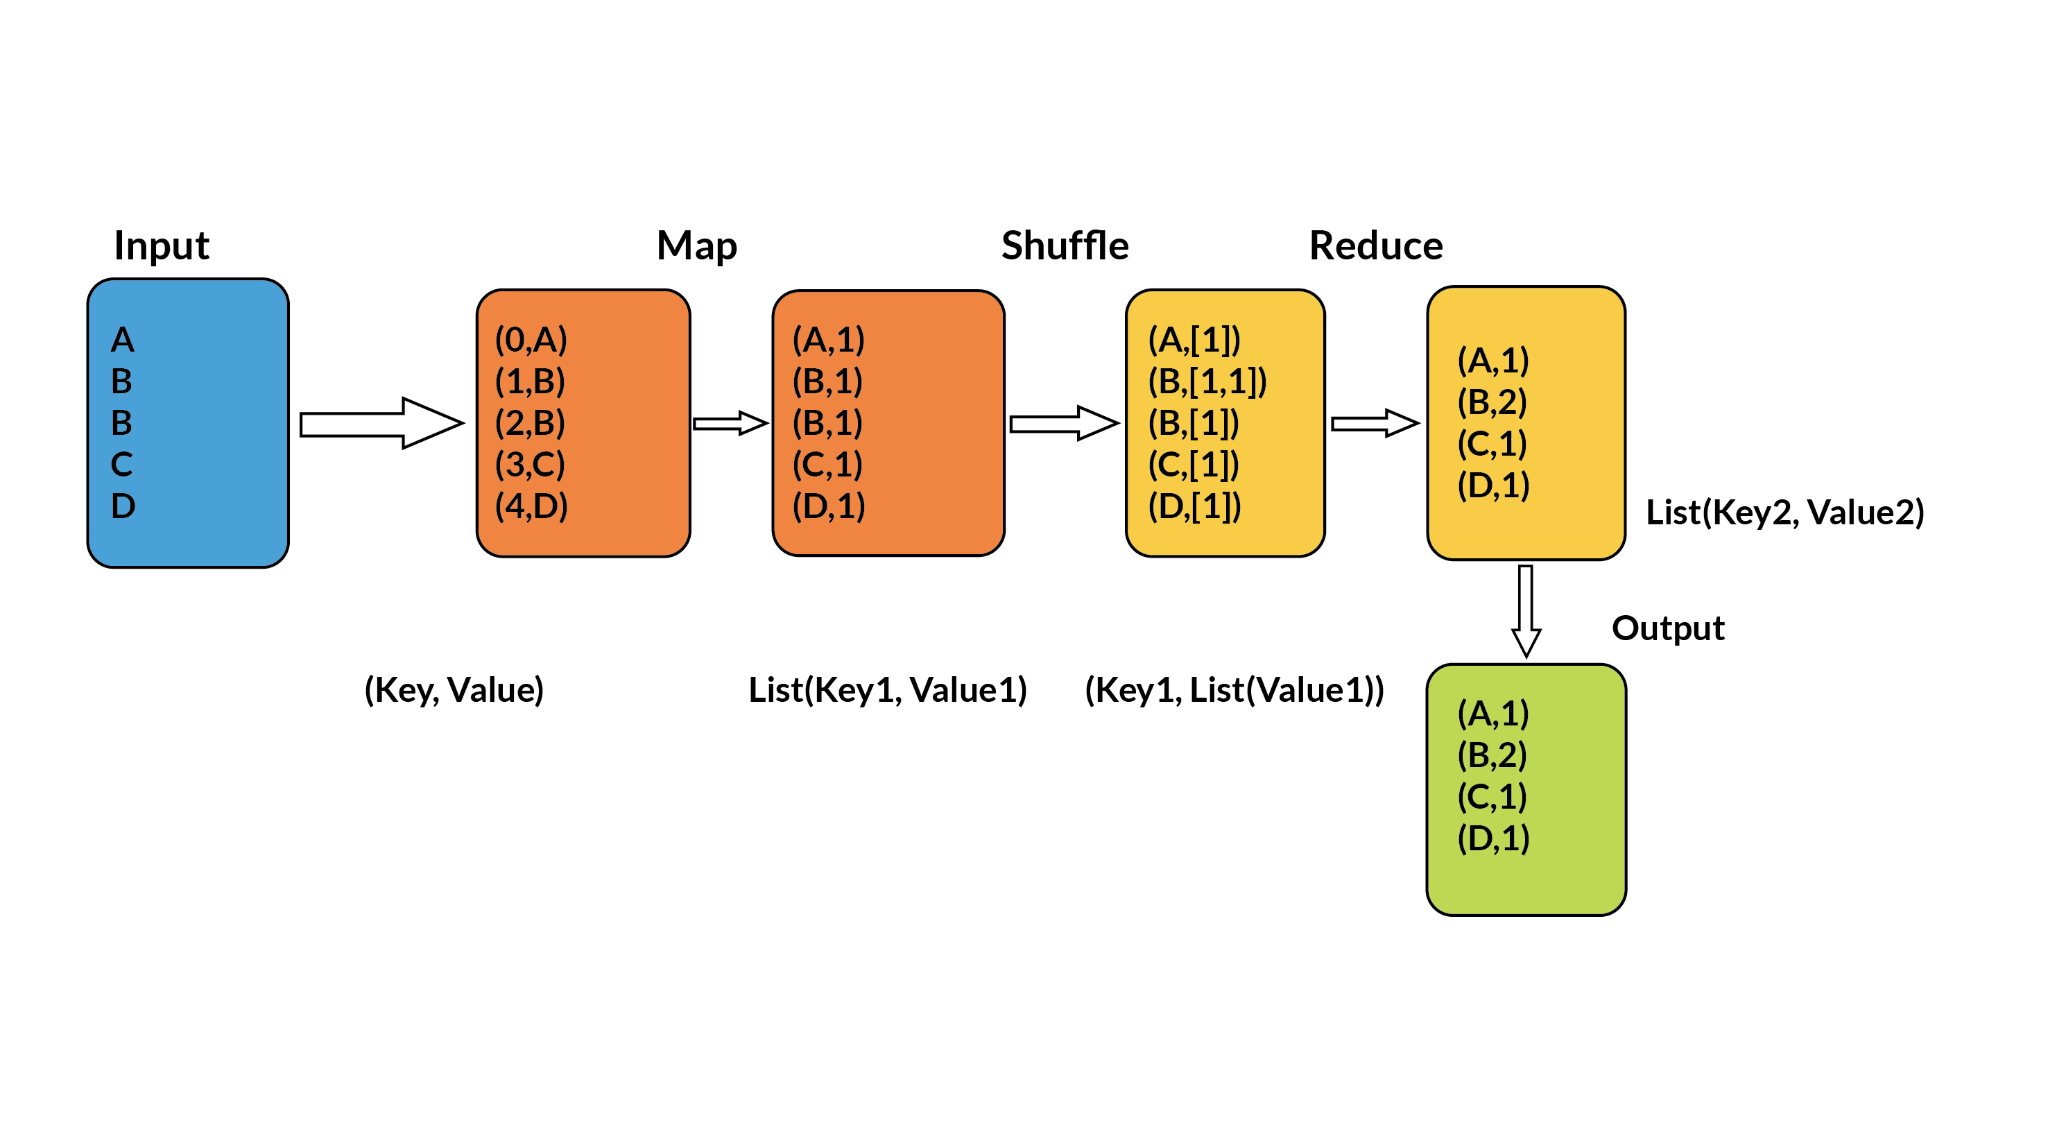 Input
A
B
B
C
D
(0,A)
(1,B)
(2,B)
(3,C)
(4,D)
(Key, Value)
Map
(A,1)
(B,1)
(B,1)
(C,1)
(D,1)
List(Key1, Value1)
Shuffle
(A,[1])
(B,[1,1])
(B,[1])
(C,[1])
(D,[1])
(Key1, List(Value1))
Reduce
(A,1)
(B,2)
(C,1)
(D,1)
List(Key2, Value2)
Output
(A,1)
(B,2)
(C,1)
(D,1)